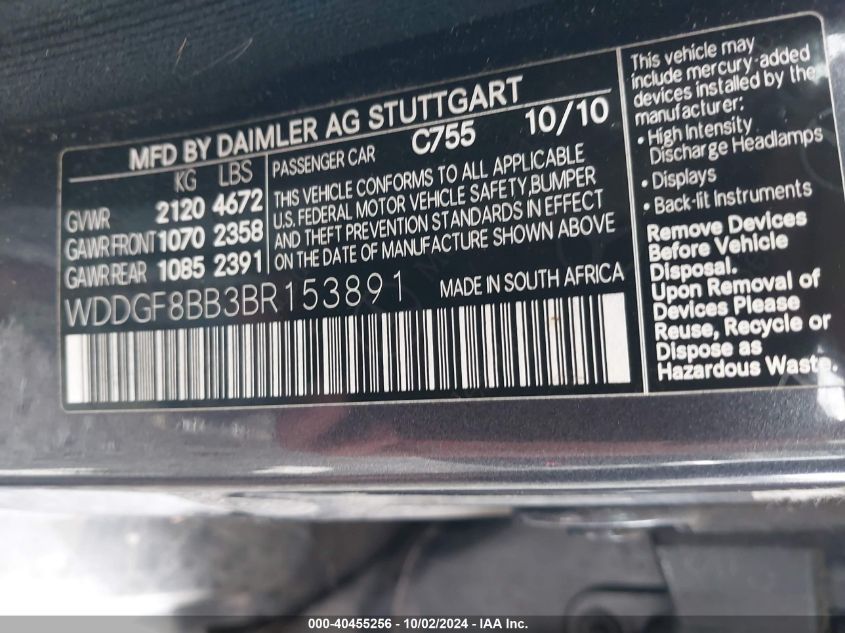 MFD BY DAIMLER AG STUTTGART
KG LBS
GVWR 2120 4672
GAWR FRONT 1070 2358
GAWR REAR 1085 2391
PASSENGER CAR C755 10/10
THIS VEHICLE CONFORMS TO ALL APPLICABLE
U.S. FEDERAL MOTOR VEHICLE SAFETY, BUMPER
AND THEFT PREVENTION STANDARDS IN EFFECT
ON THE DATE OF MANUFACTURE SHOWN ABOVE
WDDGF8BB3BR153891 MADE IN SOUTH AFRICA
This vehicle may
include mercury-added
devices installed by the
manufacturer:
• High Intensity
Discharge Headlamps
• Displays
• Back-lit Instruments
Remove Devices
Before Vehicle
Disposal.
Upon Removal of
Devices Please
Reuse, Recycle or
Dispose as
Hazardous Waste.
000-40455256 - 10/02/2024 - IAA Inc.